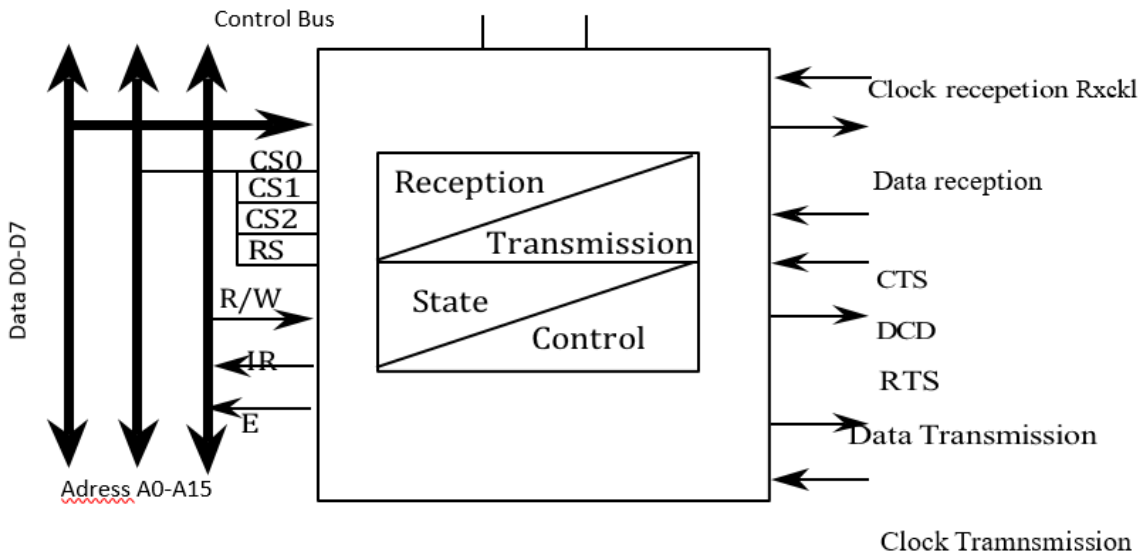 Control Bus
Clock recepetion Rxckl
CS0
CS1
CS2
RS
R/W
IR
E
Data D0-D7
Adress A0-A15
Reception
Transmission
State
Control
Data reception
CTS
DCD
RTS
Data Transmission
Clock Tramnsmission